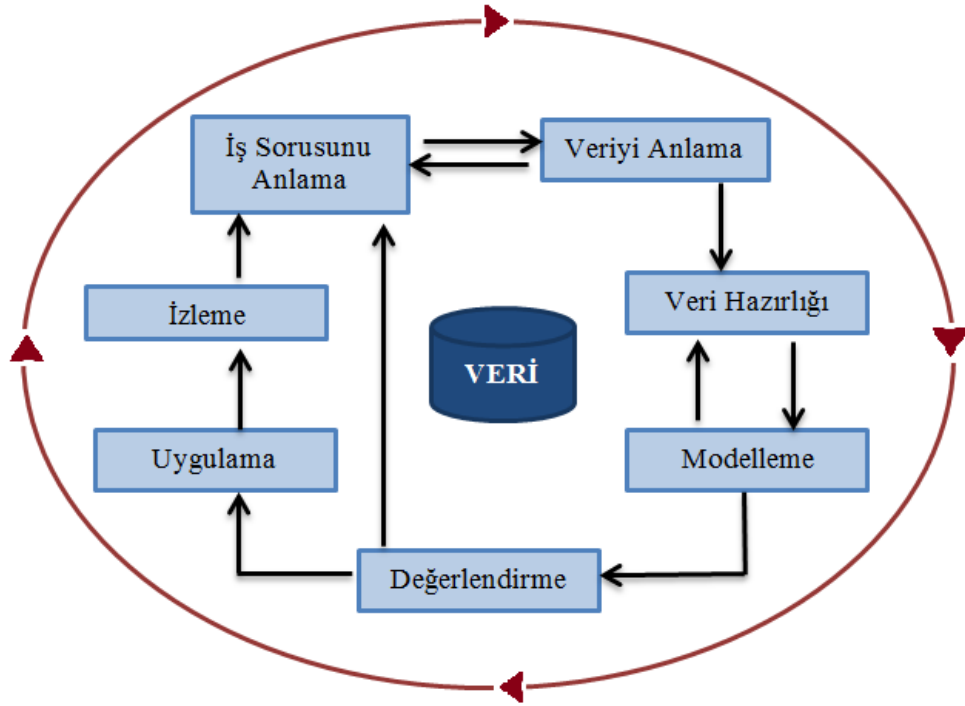 İş Sorusunu
Anlama
Veriyi Anlama
Veri Hazırlığı
İzleme
VERİ
Uygulama
Modelleme
Değerlendirme